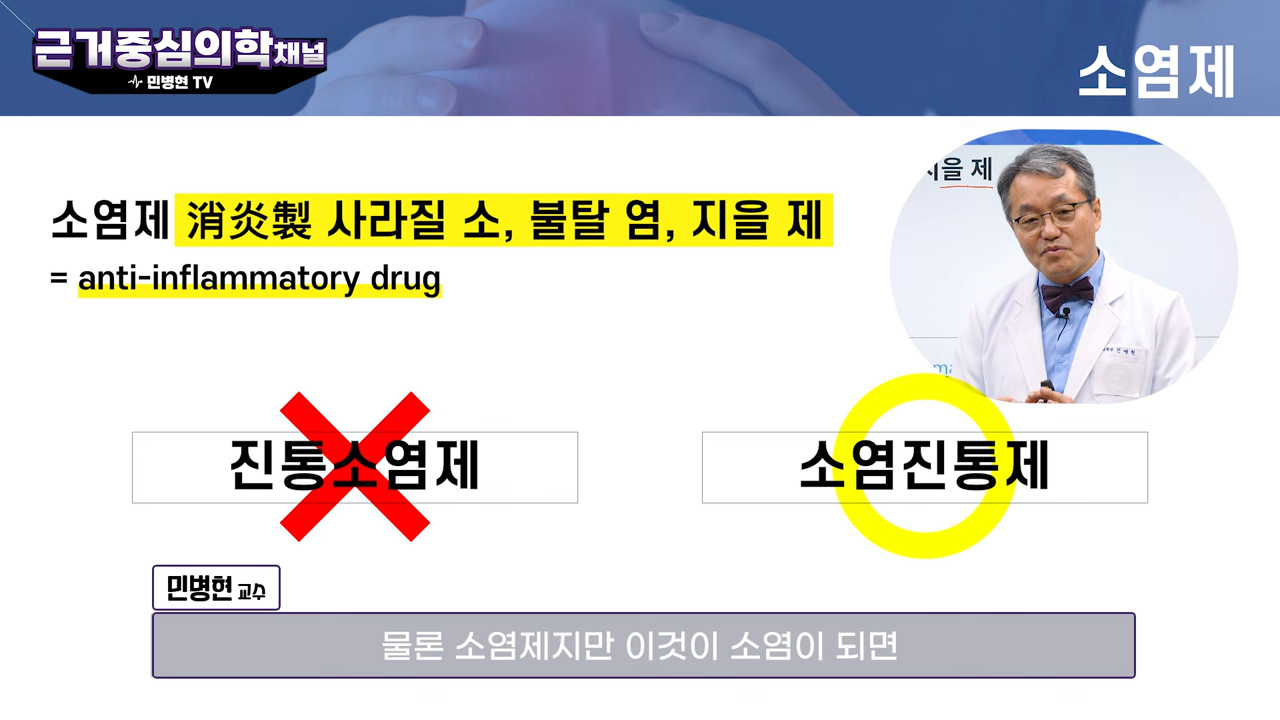 근거중심의학채널
민병현 TV
소염제
지을 제
소염제 消炎製 사라질 소, 불탈 염, 지을 제
= anti-inflammatory drug
진통소염제
소염진통제
민병현 교수
물론 소염제지만 이것이 소염이 되면